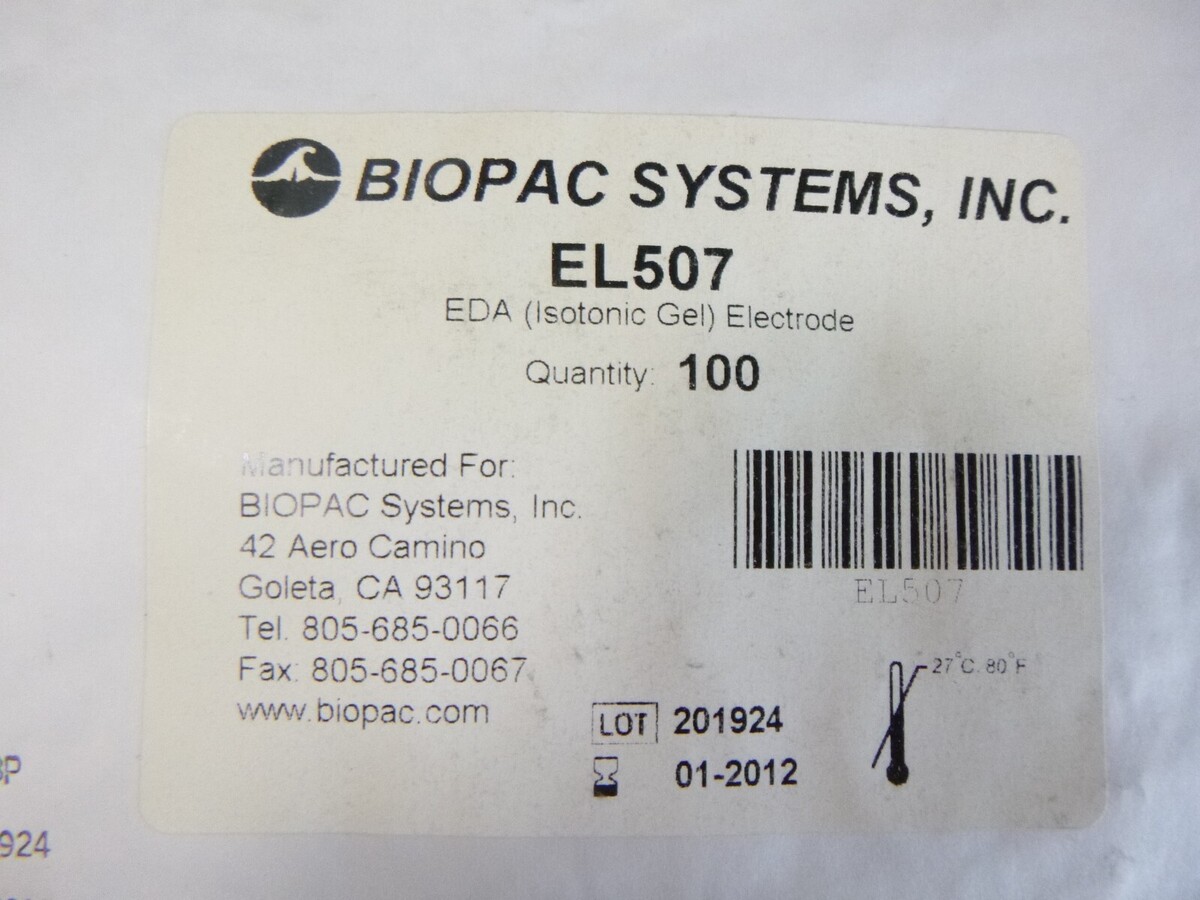 BIOPAC SYSTEMS, INC.
EL507
EDA (Isotonic Gel) Electrode
Quantity: 100
Manufactured For:
BIOPAC Systems, Inc.
42 Aero Camino
Goleta, CA 93117
Tel. 805-685-0066
Fax: 805-685-0067
www.biopac.com
EL507
27°C. 80°F
LOT 201924
01-2012
924